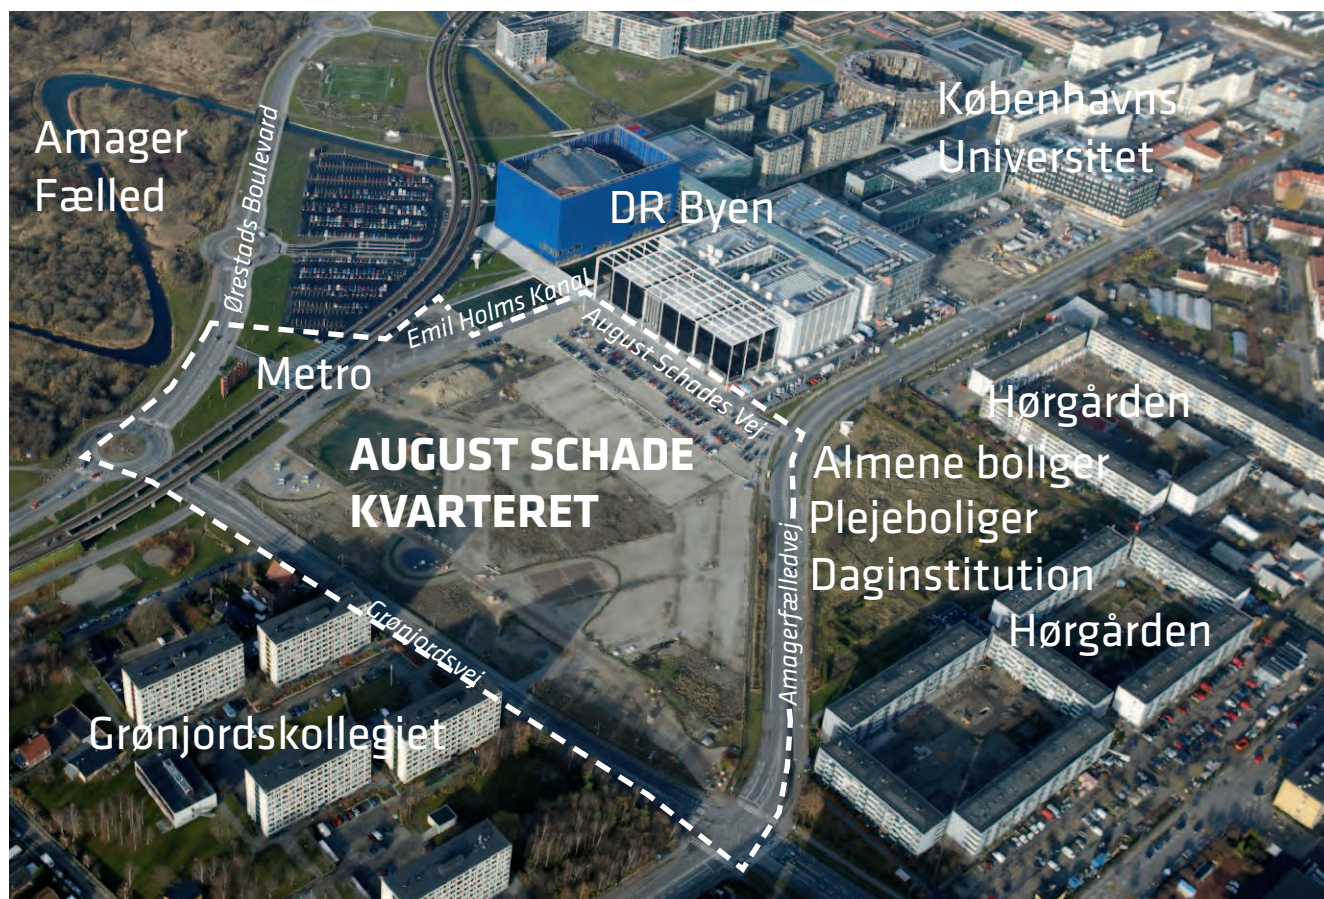 Amager
Fælled
Ørestads Boulevard
Københavns
Universitet
DR Byen
Emil Holms Kanal
August Schades Vej
Metro
Hørgården
AUGUST SCHADE
KVARTERET
Almene boliger
Plejeboliger
Daginstitution
Amagerfælledvej
Hørgården
Grønjordsvej
Grønjordskollegiet